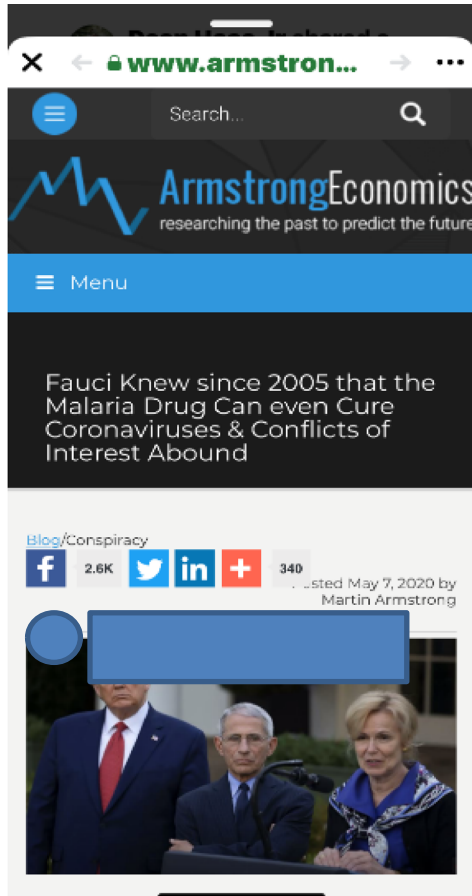 www.armstron...
Search...
ArmstrongEconomics
researching the past to predict the future
Menu
Fauci Knew since 2005 that the
Malaria Drug Can even Cure
Coronaviruses & Conflicts of
Interest Abound
Blog/Conspiracy
f 2.6K in + 340
sted May 7, 2020 by
Martin Armstrong